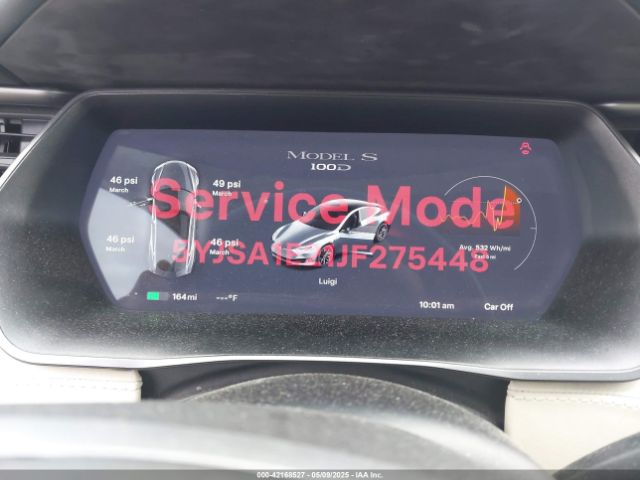 MODEL S
100D
46 psi
March
49 psi
March
Service Mode
46 psi
March
46 psi
March
Avg. 532 Wh/mi
Luigi
164 mi
---°F
10:01 am
Car Off
000-42168527 - 05/09/2025 - IAA, Inc.